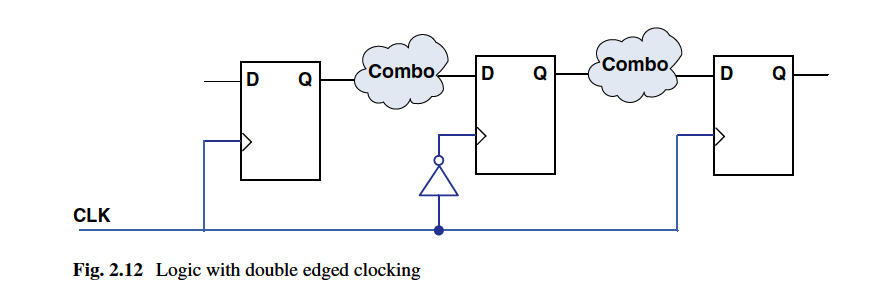 D Q Combo D Q Combo D Q
CLK
Fig. 2.12 Logic with double edged clocking